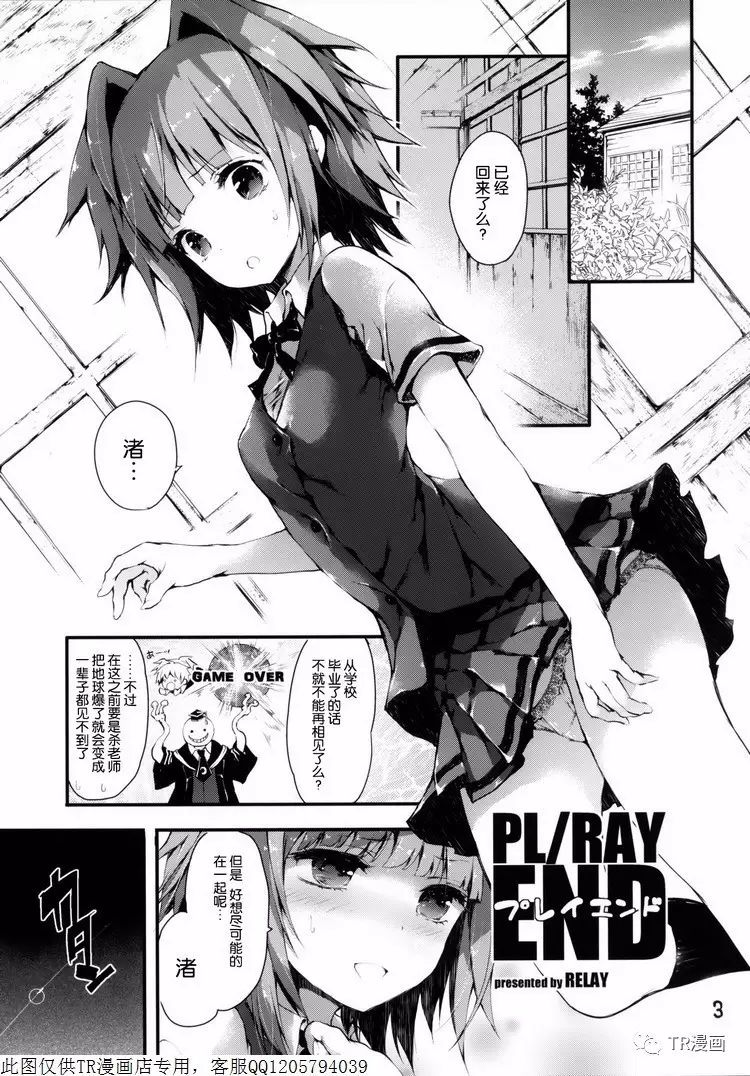 已经
回来了么?
渚
…
从学校
毕业了的话
不就不能再相见了么?
GAME OVER
……不过
在这之前要是杀老师
把地球爆了就会变成
一辈子都见不到了
但是 好想尽可能的
在一起呢…
渚
カタン
PL/RAY
END
プレイエンド
presented by RELAY
3
TR漫画
此图仅供TR漫画店专用，客服QQ1205794039